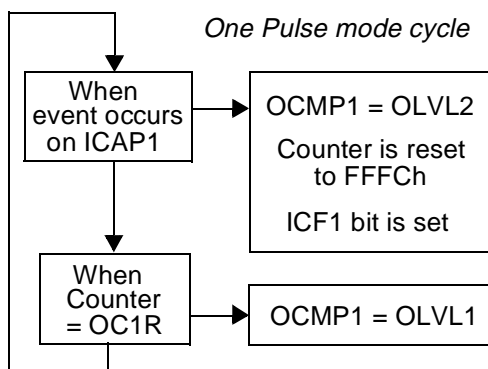 One Pulse mode cycle
When
event occurs
on ICAP1
OCMP1 = OLVL2
Counter is reset
to FFFCh
ICF1 bit is set
When
Counter
= OC1R
OCMP1 = OLVL1